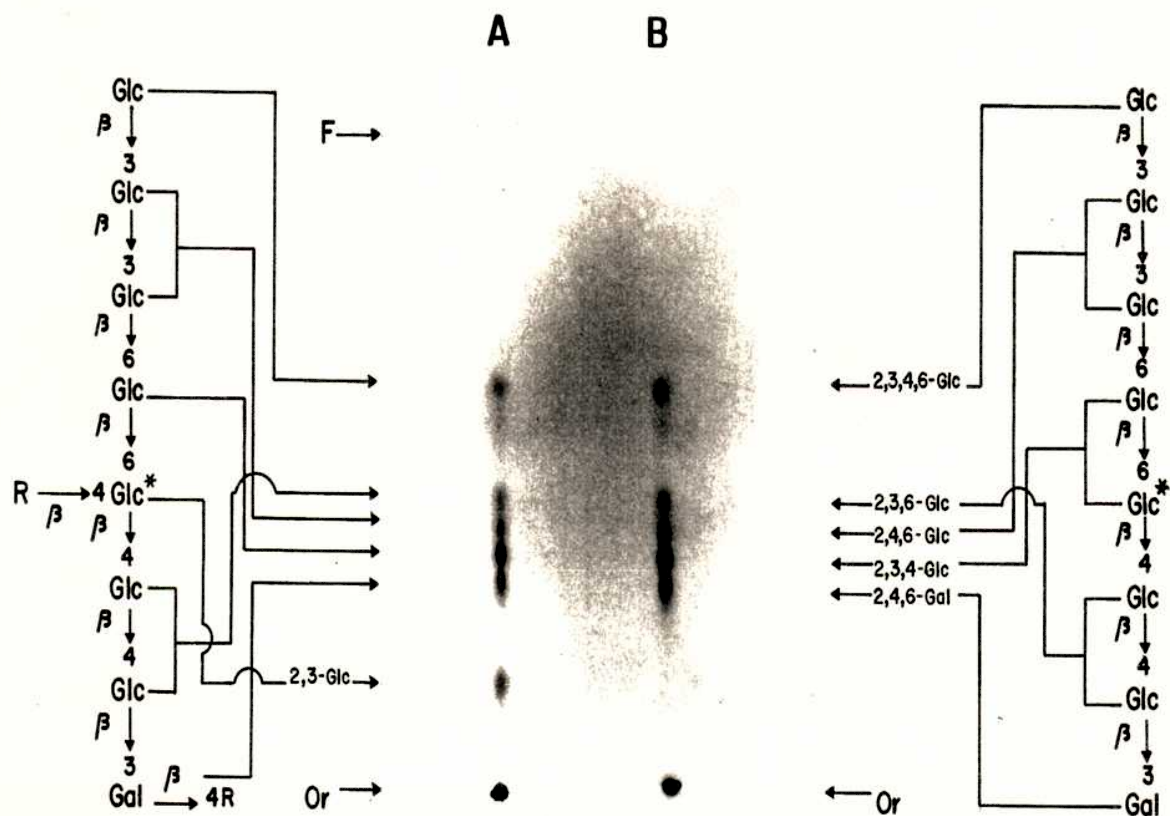 A B
Glc
β
3
Glc
β
3
Glc
β
6
Glc
β
6
R β 4 Glc*
β
4
Glc
β
4
Glc
β
3 β
Gal 4R
F
2,3-Glc
Or
2,3,4,6-Glc
2,3,6-Glc
2,4,6-Glc
2,3,4-Glc
2,4,6-Gal
Or
Glc
β
3
Glc
β
3
Glc
β
6
Glc
β
6
Glc*
β
4
Glc
β
4
Glc
β
3
Gal